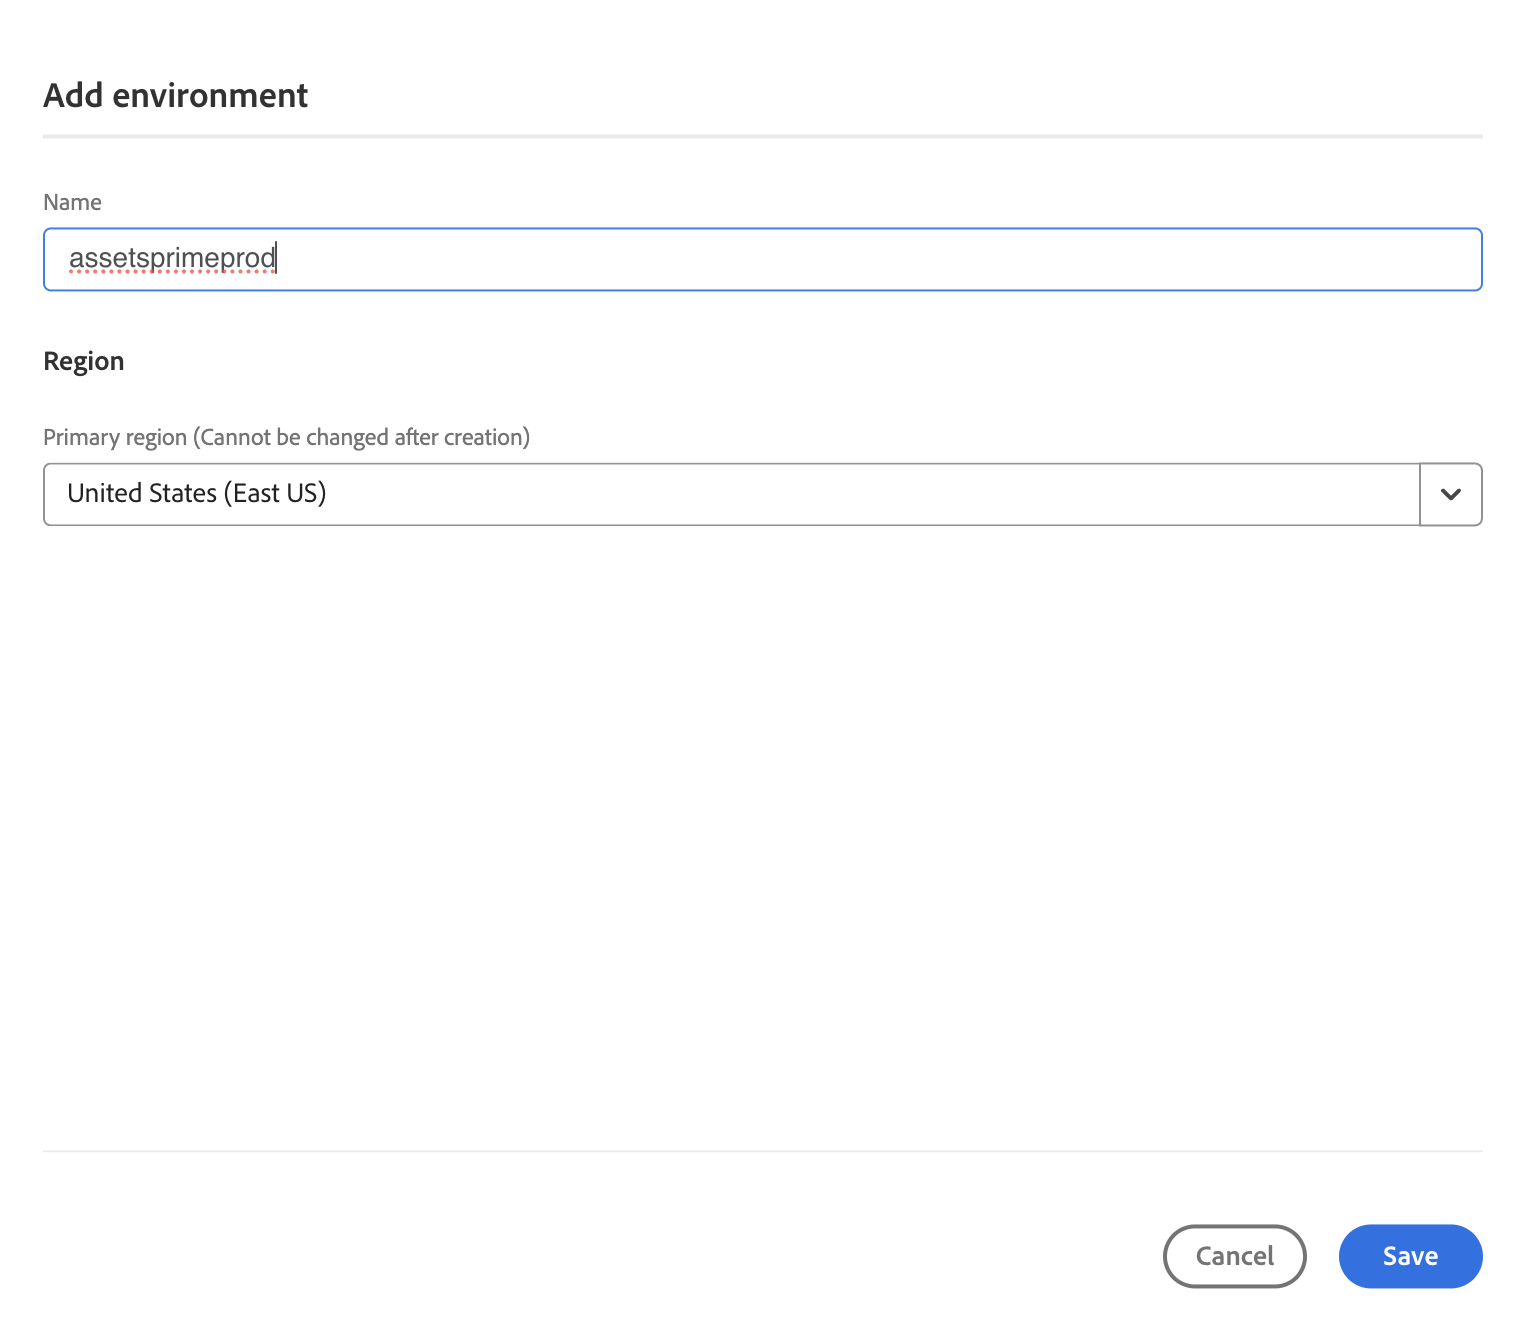 Add environment
Name
assetsprimeprod
Region
Primary region (Cannot be changed after creation)
United States (East US)
Cancel
Save